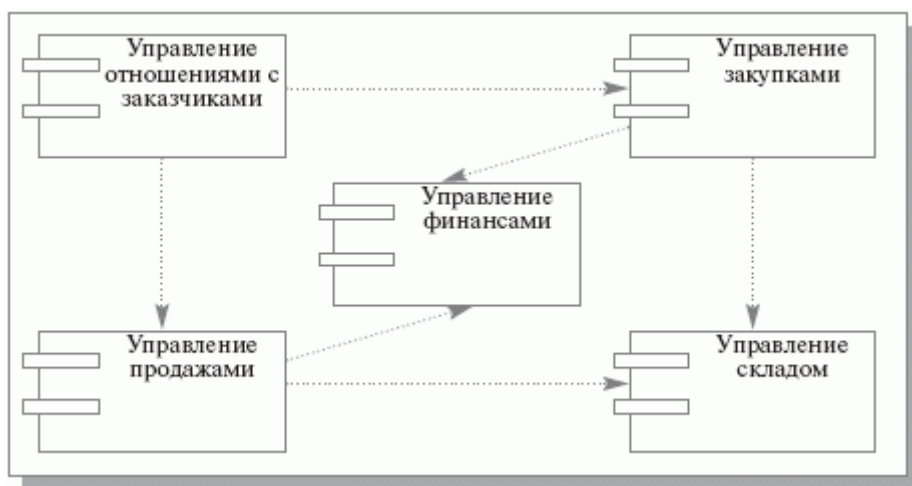 Управление
отношениями с
заказчиками
Управление
закупками
Управление
финансами
Управление
продажами
Управление
складом